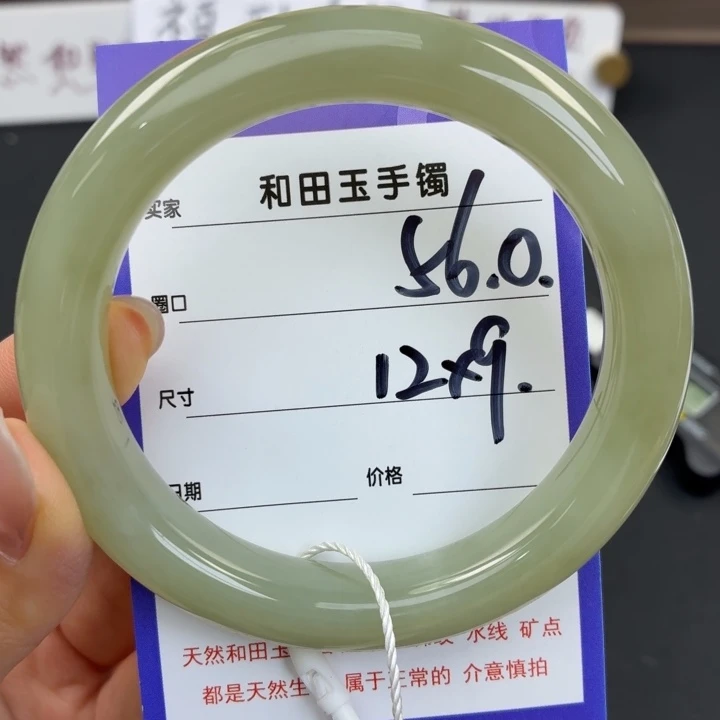 和田玉手镯
买家
56.0.
圈口
12x9.
尺寸
日期 价格
天然和田玉 水线 矿点
都是天然生 属于正常的 介意慎拍